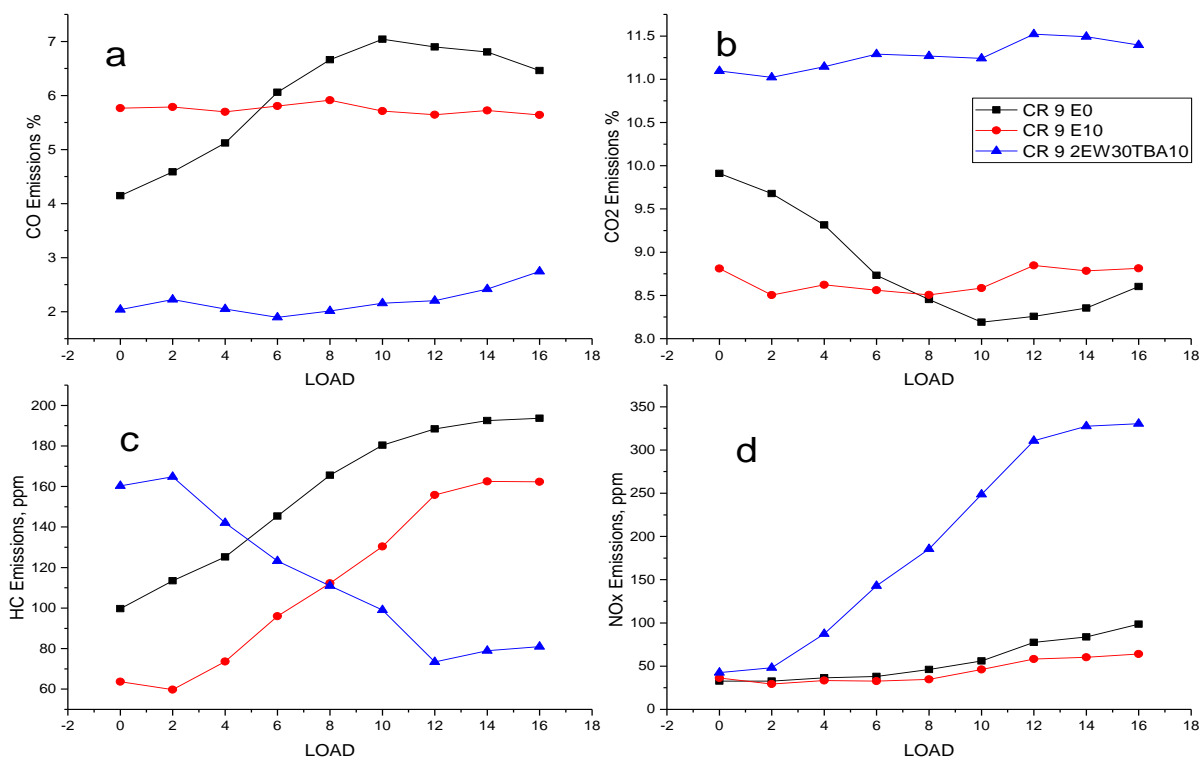 a
7
6
5
4
3
2
CO Emissions %
-2 0 2 4 6 8 10 12 14 16 18
LOAD
b
11.5
11.0
10.5
10.0
9.5
9.0
8.5
8.0
CO2 Emissions %
CR 9 E0
CR 9 E10
CR 9 2EW30TBA10
-2 0 2 4 6 8 10 12 14 16 18
LOAD
c
200
180
160
140
120
100
80
60
HC Emissions, ppm
-2 0 2 4 6 8 10 12 14 16 18
LOAD
d
350
300
250
200
150
100
50
0
NOx Emissions, ppm
-2 0 2 4 6 8 10 12 14 16 18
LOAD